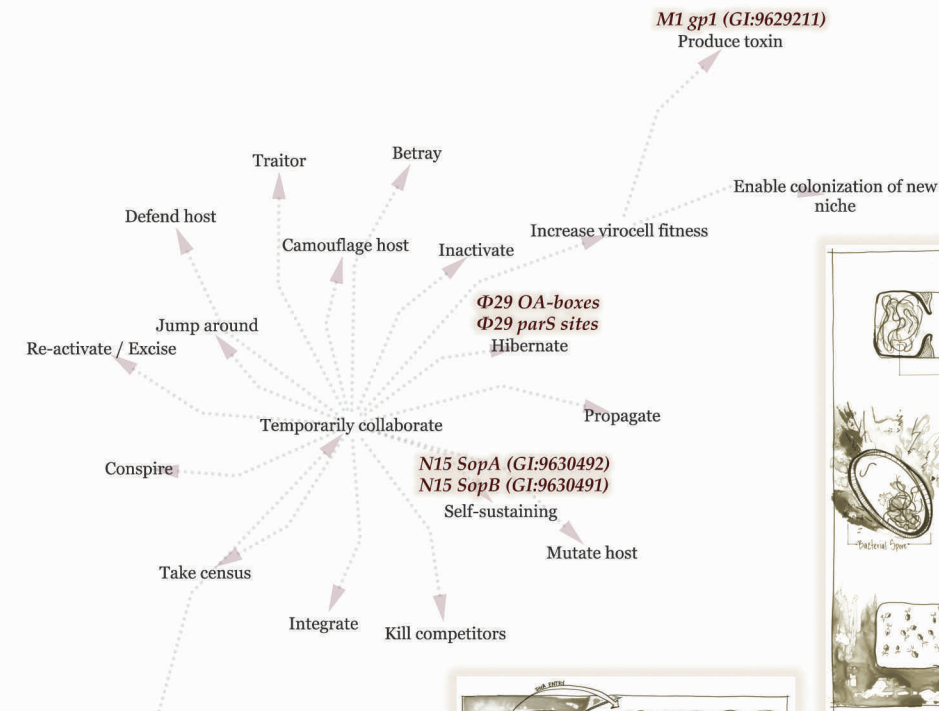 M1 gp1 (GI:9629211)
Produce toxin
Betray
Traitor
Enable colonization of new
niche
Defend host
Increase virocell fitness
Camouflage host
Inactivate
Φ29 OA-boxes
Φ29 parS sites
Hibernate
Jump around
Re-activate / Excise
Propagate
Temporarily collaborate
N15 SopA (GI:9630492)
N15 SopB (GI:9630491)
Conspire
Self-sustaining
Bacterial Spore
Mutate host
Take census
Integrate
Kill competitors
DNA ENTRY